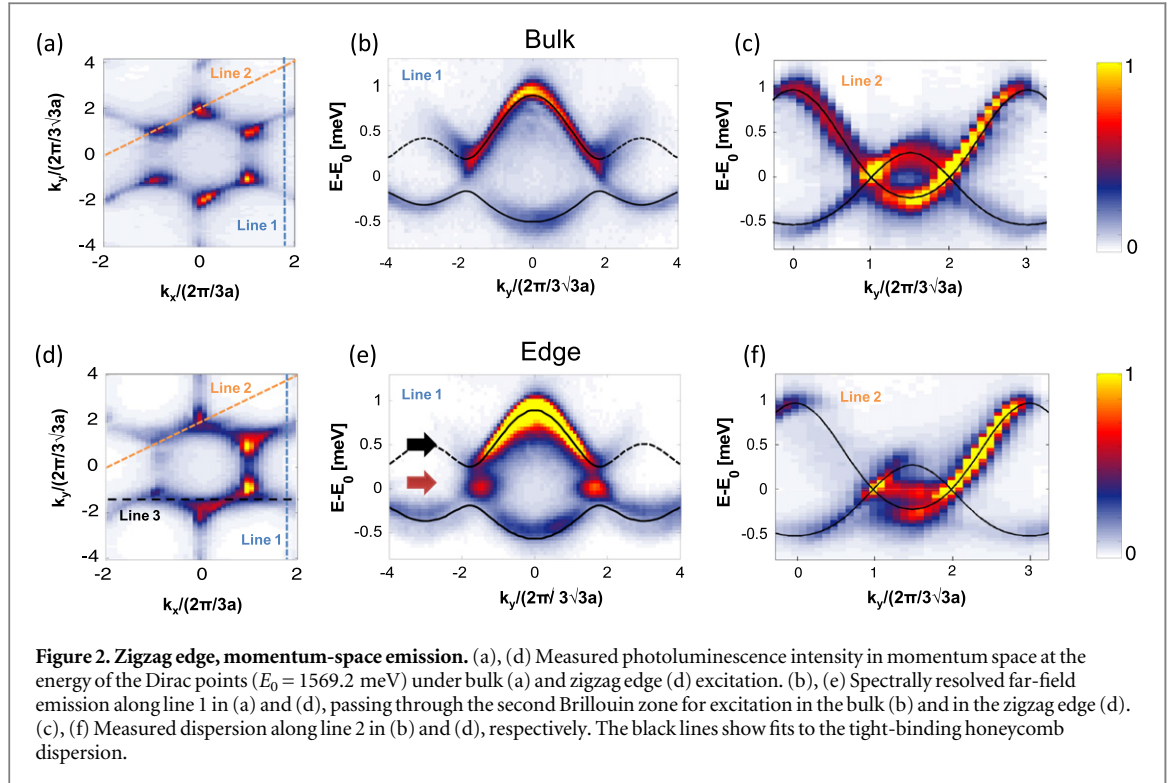 Bulk
(a)
(b)
(c)
4
2
0
-2
-4
-2
0
2
Line 2
Line 1
k_y/(2π/3√3a)
k_x/(2π/3a)
Line 1
1
0.5
0
-0.5
-4
-2
0
2
4
E-E_0 [meV]
k_y/(2π/3√3a)
Line 2
1
0.5
0
-0.5
0
1
2
3
E-E_0 [meV]
k_y/(2π/3√3a)
1
0
Edge
(d)
(e)
(f)
4
2
0
-2
-4
-2
0
2
Line 2
Line 3
Line 1
k_y/(2π/3√3a)
k_x/(2π/3a)
Line 1
1
0.5
0
-0.5
-4
-2
0
2
4
E-E_0 [meV]
k_y/(2π/ 3√3a)
Line 2
1
0.5
0
-0.5
0
1
2
3
E-E_0 [meV]
k_y/(2π/3√3a)
1
0
Figure 2. Zigzag edge, momentum-space emission. (a), (d) Measured photoluminescence intensity in momentum space at the
energy of the Dirac points (E_0 = 1569.2 meV) under bulk (a) and zigzag edge (d) excitation. (b), (e) Spectrally resolved far-field
emission along line 1 in (a) and (d), passing through the second Brillouin zone for excitation in the bulk (b) and in the zigzag edge (d).
(c), (f) Measured dispersion along line 2 in (b) and (d), respectively. The black lines show fits to the tight-binding honeycomb
dispersion.